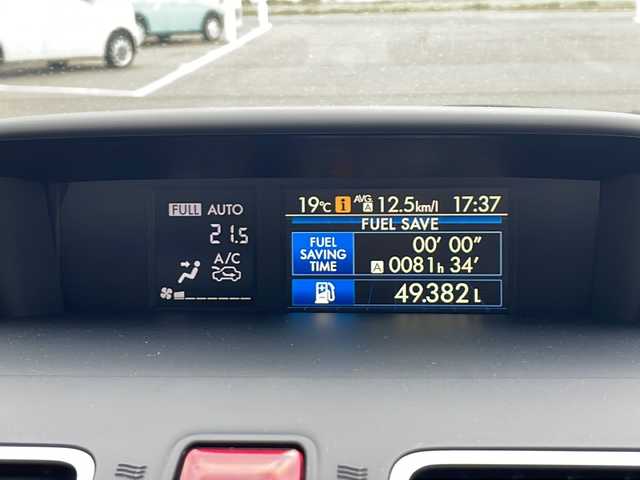 FULL AUTO
21.5
A/C
19℃ i AVG. A 12.5km/l 17:37
FUEL SAVE
FUEL SAVING TIME
00' 00"
A 0081h 34'
49.382 L